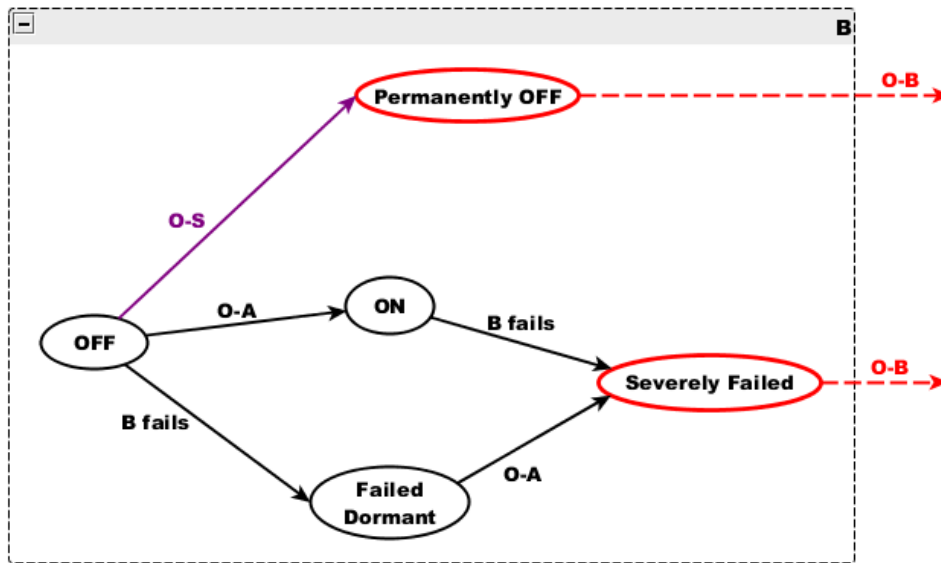 B
Permanently OFF
O-B
O-S
O-A
ON
OFF
B fails
O-B
Severely Failed
B fails
O-A
Failed
Dormant